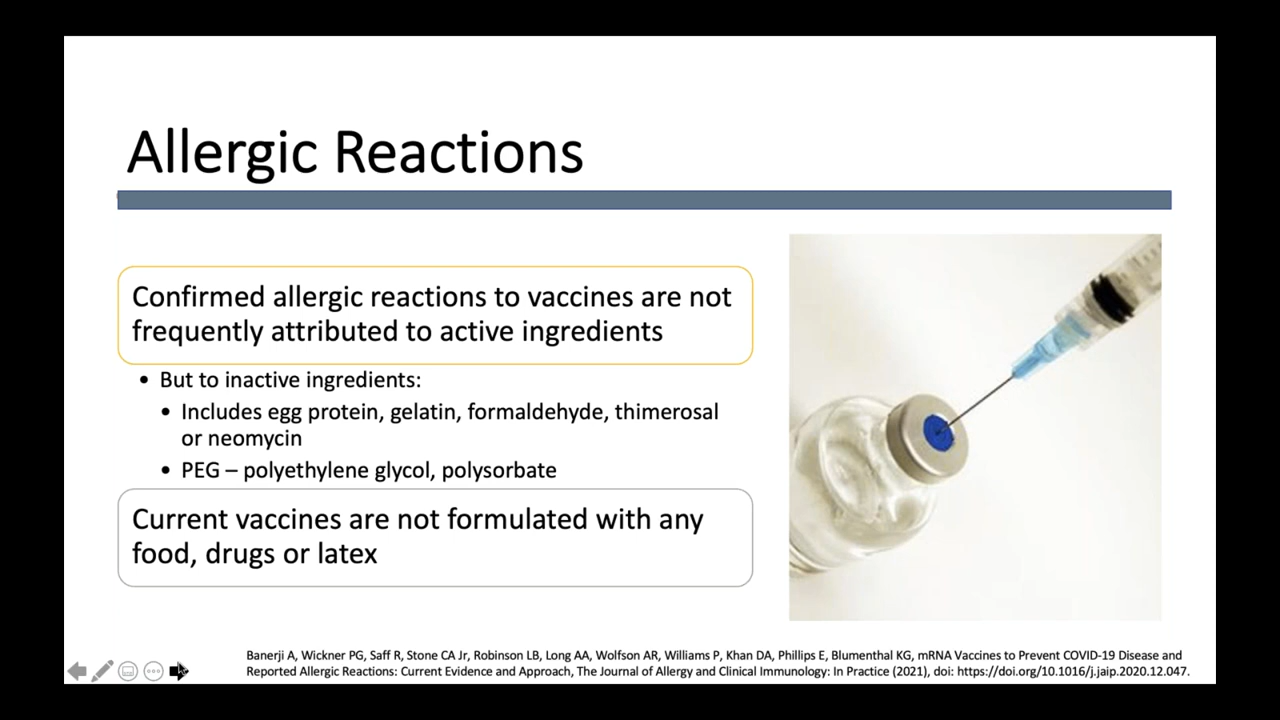 Allergic Reactions
Confirmed allergic reactions to vaccines are not
frequently attributed to active ingredients
• But to inactive ingredients:
• Includes egg protein, gelatin, formaldehyde, thimerosal
or neomycin
• PEG – polyethylene glycol, polysorbate
Current vaccines are not formulated with any
food, drugs or latex
Banerji A, Wickner PG, Saff R, Stone CA Jr, Robinson LB, Long AA, Wolfson AR, Williams P, Khan DA, Phillips E, Blumenthal KG, mRNA Vaccines to Prevent COVID-19 Disease and
Reported Allergic Reactions: Current Evidence and Approach, The Journal of Allergy and Clinical Immunology: In Practice (2021), doi: https://doi.org/10.1016/j.jaip.2020.12.047.